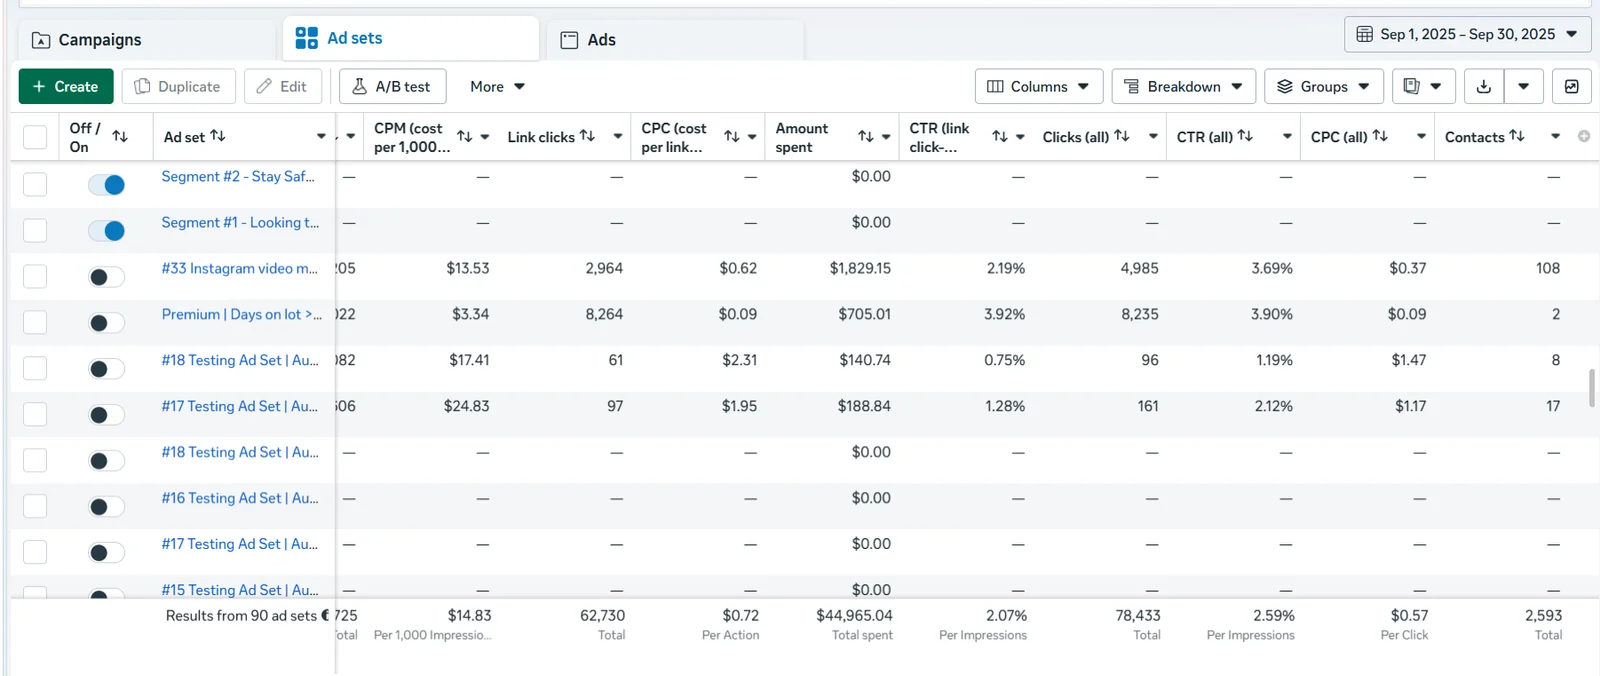 Campaigns Ad sets Ads Sep 1, 2025 – Sep 30, 2025
+ Create Duplicate Edit A/B test More Columns Breakdown Groups
Off / On Ad set CPM (cost per 1,000... Link clicks CPC (cost per link... Amount spent CTR (link click-... Clicks (all) CTR (all) CPC (all) Contacts
Segment #2 - Stay Saf... — — — — $0.00 — — — — —
Segment #1 - Looking t... — — — — $0.00 — — — — —
#33 Instagram video m... 205 $13.53 2,964 $0.62 $1,829.15 2.19% 4,985 3.69% $0.37 108
Premium | Days on lot >... 022 $3.34 8,264 $0.09 $705.01 3.92% 8,235 3.90% $0.09 2
#18 Testing Ad Set | Au... 082 $17.41 61 $2.31 $140.74 0.75% 96 1.19% $1.47 8
#17 Testing Ad Set | Au... 606 $24.83 97 $1.95 $188.84 1.28% 161 2.12% $1.17 17
#18 Testing Ad Set | Au... — — — — $0.00 — — — — —
#16 Testing Ad Set | Au... — — — — $0.00 — — — — —
#17 Testing Ad Set | Au... — — — — $0.00 — — — — —
#15 Testing Ad Set | Au... — — — — $0.00 — — — — —
Results from 90 ad sets 725 $14.83 62,730 $0.72 $44,965.04 2.07% 78,433 2.59% $0.57 2,593
Total Per 1,000 Impressio... Total Per Action Total spent Per Impressions Total Per Impressions Per Click Total